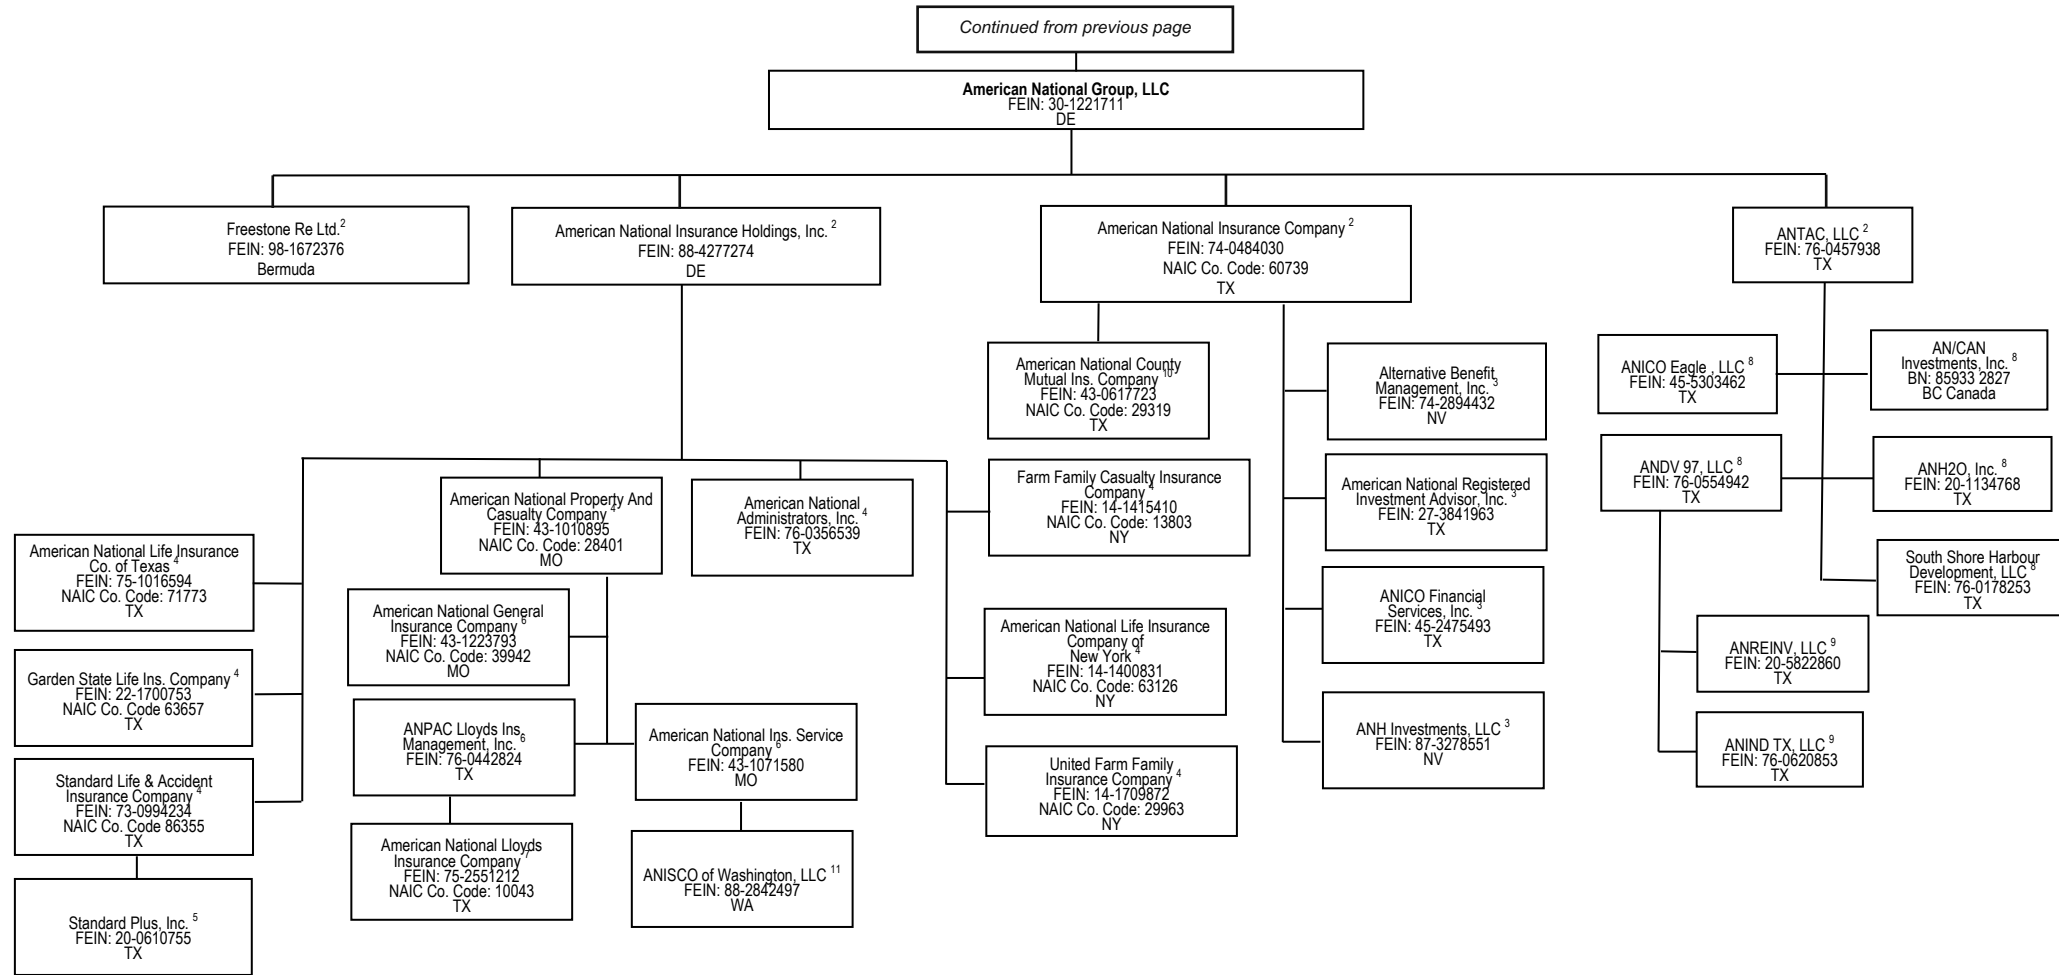 Continued from previous page
American National Group, LLC
FEIN: 30-1221711
DE
Freestone Re Ltd.2
FEIN: 98-1672376
Bermuda
American National Insurance Holdings, Inc. 2
FEIN: 88-4277274
DE
American National Insurance Company 2
FEIN: 74-0484030
NAIC Co. Code: 60739
TX
ANTAC, LLC 2
FEIN: 76-0457938
TX
American National County
Mutual Ins. Company 10
FEIN: 43-0617723
NAIC Co. Code: 29319
TX
Alternative Benefit
Management, Inc. 3
FEIN: 74-2894432
NV
ANICO Eagle , LLC 8
FEIN: 45-5303462
TX
AN/CAN
Investments, Inc. 8
BN: 85933 2827
BC Canada
American National Property And
Casualty Company 4
FEIN: 43-1010895
NAIC Co. Code: 28401
MO
American National
Administrators, Inc. 4
FEIN: 76-0356539
TX
Farm Family Casualty Insurance
Company 4
FEIN: 14-1415410
NAIC Co. Code: 13803
NY
American National Registered
Investment Advisor, Inc. 3
FEIN: 27-3841963
TX
ANDV 97, LLC 8
FEIN: 76-0554942
TX
ANH2O, Inc. 8
FEIN: 20-1134768
TX
American National Life Insurance
Co. of Texas 4
FEIN: 75-1016594
NAIC Co. Code: 71773
TX
American National General
Insurance Company 6
FEIN: 43-1223793
NAIC Co. Code: 39942
MO
American National Life Insurance
Company of
New York 4
FEIN: 14-1400831
NAIC Co. Code: 63126
NY
ANICO Financial
Services, Inc. 3
FEIN: 45-2475493
TX
South Shore Harbour
Development, LLC 8
FEIN: 76-0178253
TX
ANREINV, LLC 9
FEIN: 20-5822860
TX
Garden State Life Ins. Company 4
FEIN: 22-1700753
NAIC Co. Code 63657
TX
ANPAC Lloyds Ins
Management, Inc. 6
FEIN: 76-0442824
TX
American National Ins. Service
Company 6
FEIN: 43-1071580
MO
ANH Investments, LLC 3
FEIN: 87-3278551
NV
ANIND TX, LLC 9
FEIN: 76-0620853
TX
Standard Life & Accident
Insurance Company 4
FEIN: 73-0994234
NAIC Co. Code 86355
TX
United Farm Family
Insurance Company 4
FEIN: 14-1709872
NAIC Co. Code: 29963
NY
American National Lloyds
Insurance Company 7
FEIN: 75-2551212
NAIC Co. Code: 10043
TX
ANISCO of Washington, LLC 11
FEIN: 88-2842497
WA
Standard Plus, Inc. 5
FEIN: 20-0610755
TX